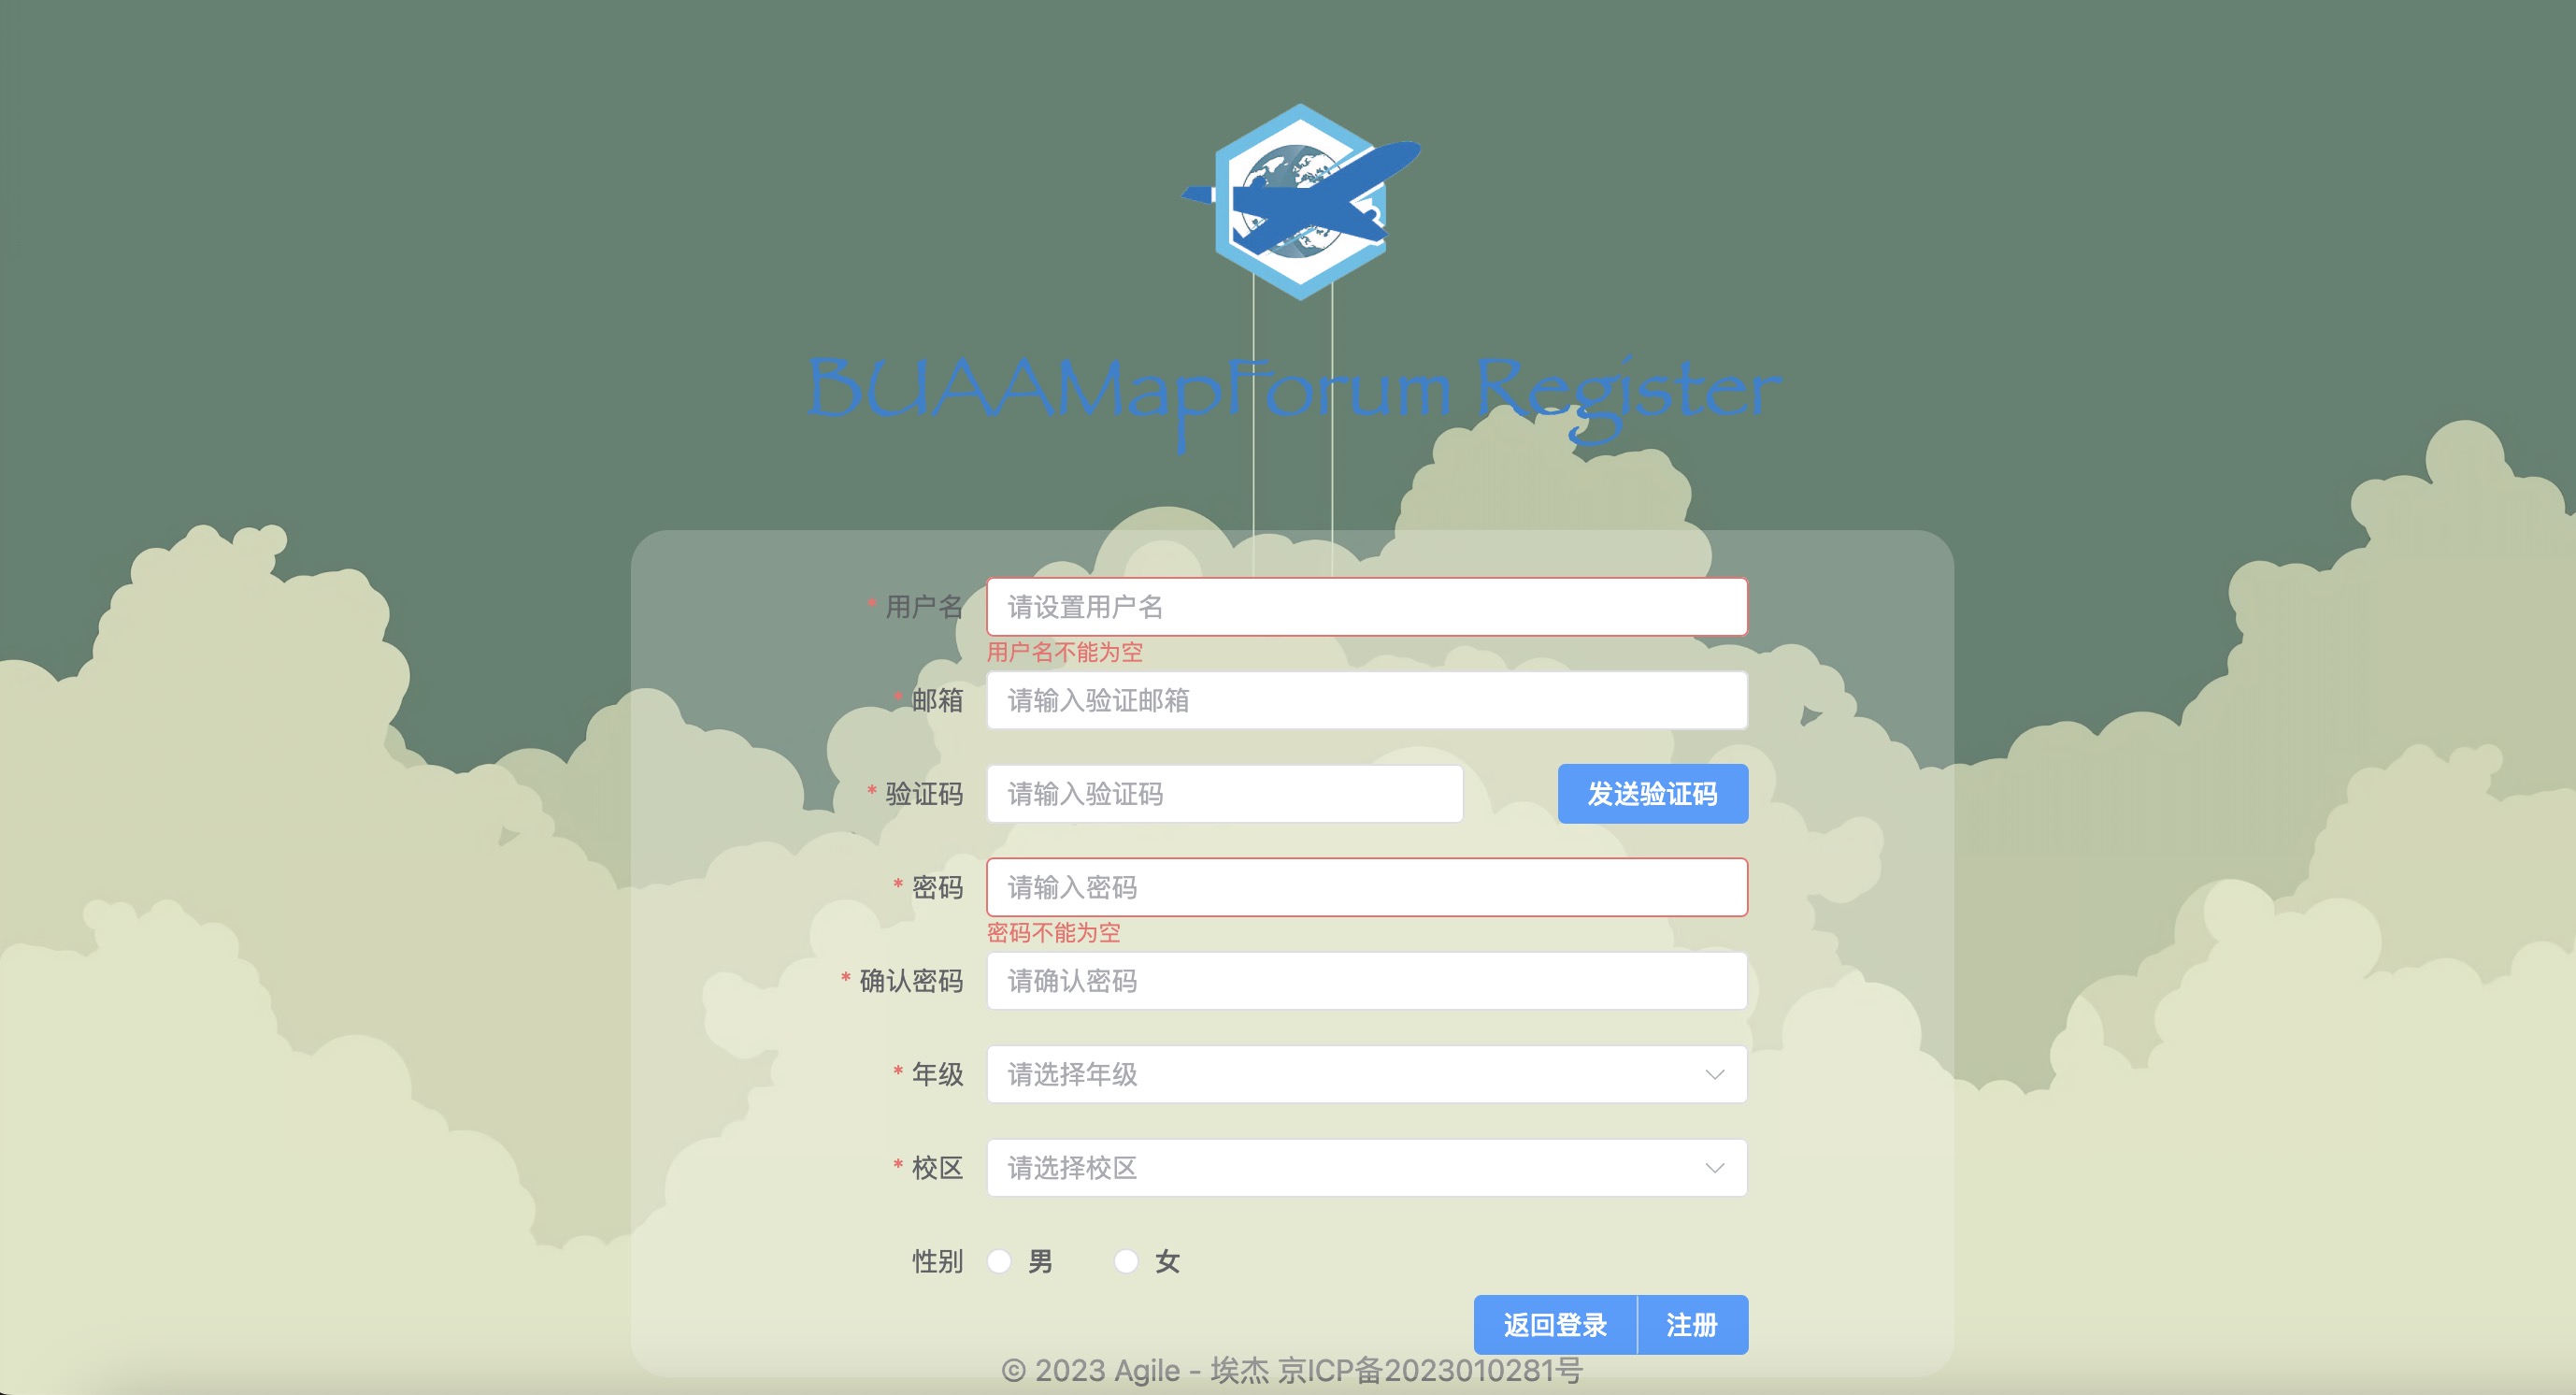 BUAAMapForum Register
* 用户名 请设置用户名
用户名不能为空
* 邮箱 请输入验证邮箱
* 验证码 请输入验证码 发送验证码
* 密码 请输入密码
密码不能为空
* 确认密码 请确认密码
* 年级 请选择年级
* 校区 请选择校区
性别 男 女
返回登录 注册
© 2023 Agile - 埃杰 京ICP备2023010281号